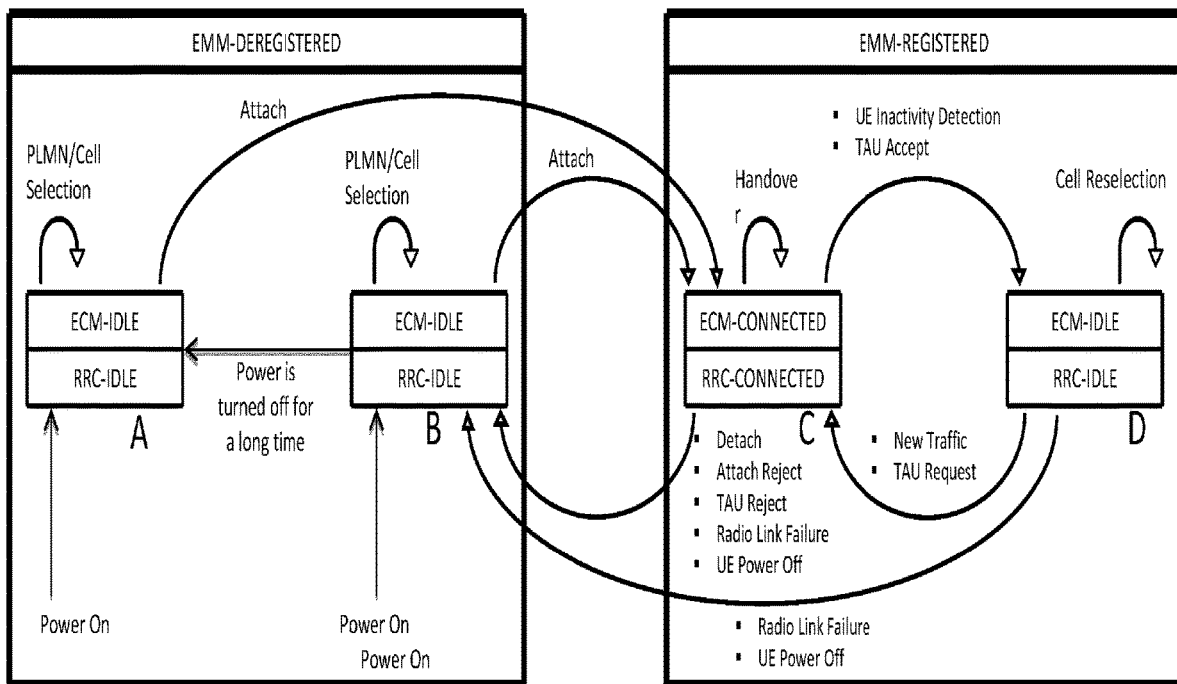 EMM-DEREGISTERED
EMM-REGISTERED
Attach
▪ UE Inactivity Detection
▪ TAU Accept
PLMN/Cell
Selection
PLMN/Cell
Selection
Attach
Handove
r
Cell Reselection
ECM-IDLE
RRC-IDLE
A
ECM-IDLE
RRC-IDLE
B
ECM-CONNECTED
RRC-CONNECTED
C
ECM-IDLE
RRC-IDLE
D
Power is
turned off for
a long time
▪ Detach
▪ Attach Reject
▪ TAU Reject
▪ Radio Link Failure
▪ UE Power Off
▪ New Traffic
▪ TAU Request
Power On
Power On
Power On
▪ Radio Link Failure
▪ UE Power Off